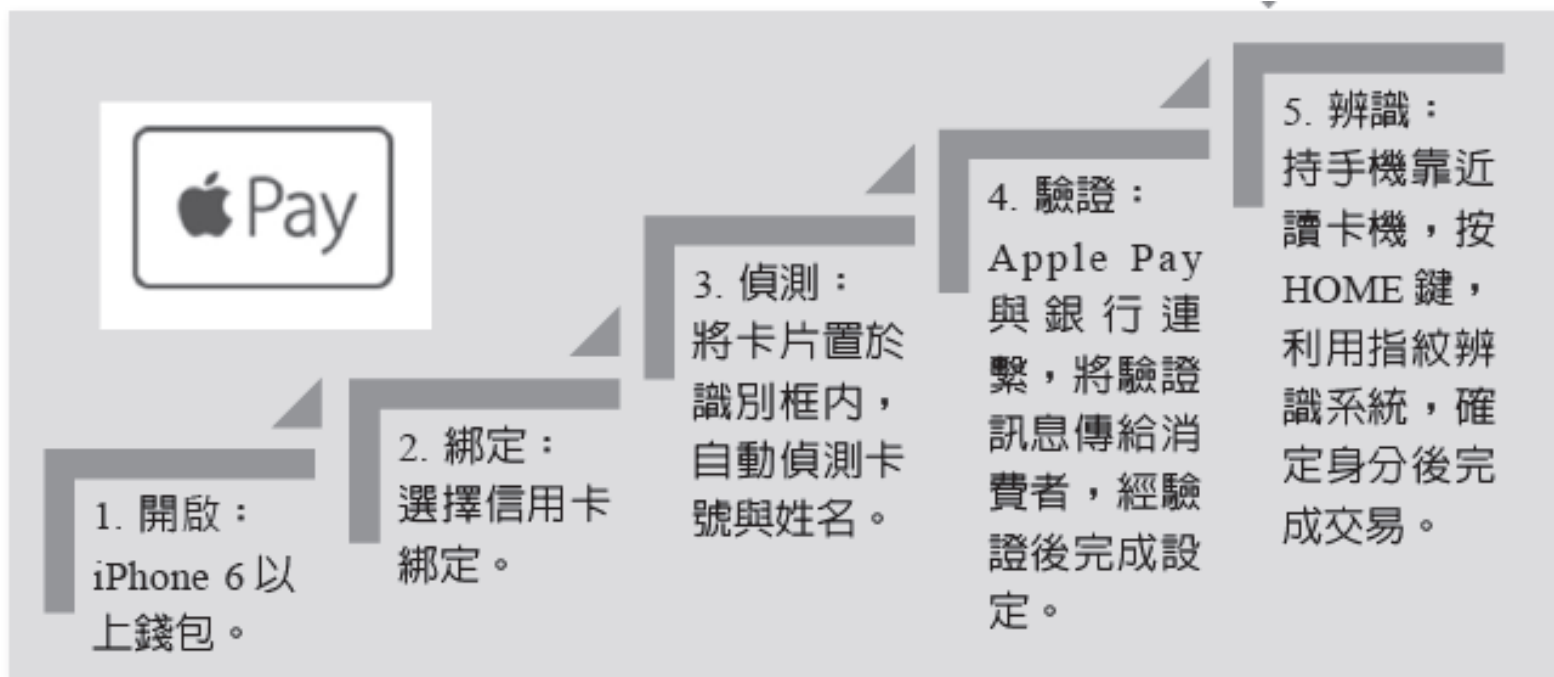 Pay
1. 開啟：
iPhone 6 以
上錢包。
2. 綁定：
選擇信用卡
綁定。
3. 偵測：
將卡片置於
識別框內，
自動偵測卡
號與姓名。
4. 驗證：
Apple Pay
與銀行連
繫，將驗證
訊息傳給消
費者，經驗
證後完成設
定。
5. 辨識：
持手機靠近
讀卡機，按
HOME 鍵，
利用指紋辨
識系統，確
定身分後完
成交易。